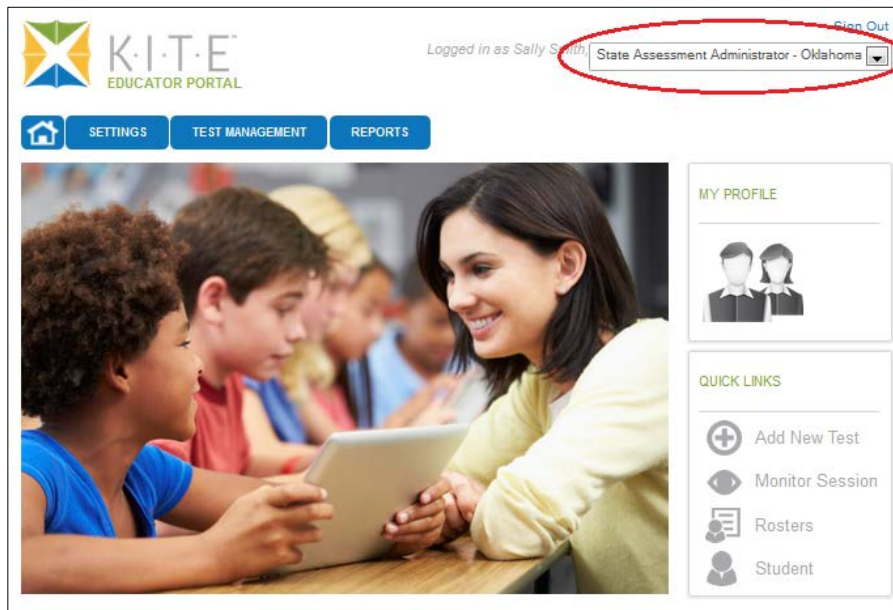 Sign Out
K·I·T·E™
EDUCATOR PORTAL
Logged in as Sally Smith,
State Assessment Administrator - Oklahoma
SETTINGS
TEST MANAGEMENT
REPORTS
MY PROFILE
QUICK LINKS
Add New Test
Monitor Session
Rosters
Student